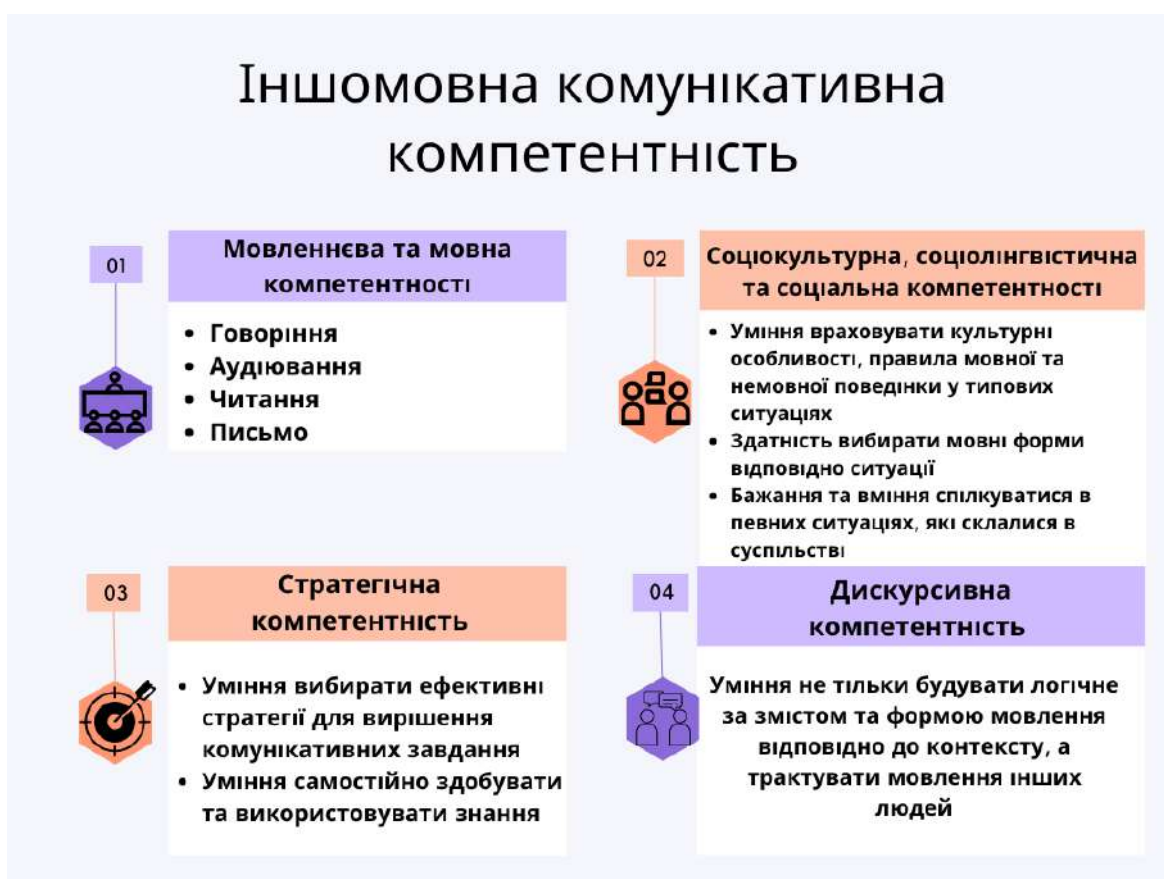 Іншомовна комунікативна
компетентність
01
Мовленнєва та мовна
компетентності
• Говоріння
• Аудіювання
• Читання
• Письмо
02
Соціокультурна, соціолінгвістична
та соціальна компетентності
• Уміння враховувати культурні
особливості, правила мовної та
немовної поведінки у типових
ситуаціях
• Здатність вибирати мовні форми
відповідно ситуації
• Бажання та вміння спілкуватися в
певних ситуаціях, які склалися в
суспільстві
03
Стратегічна
компетентність
• Уміння вибирати ефективні
стратегії для вирішення
комунікативних завдання
• Уміння самостійно здобувати
та використовувати знання
04
Дискурсивна
компетентність
Уміння не тільки будувати логічне
за змістом та формою мовлення
відповідно до контексту, а
трактувати мовлення інших
людей